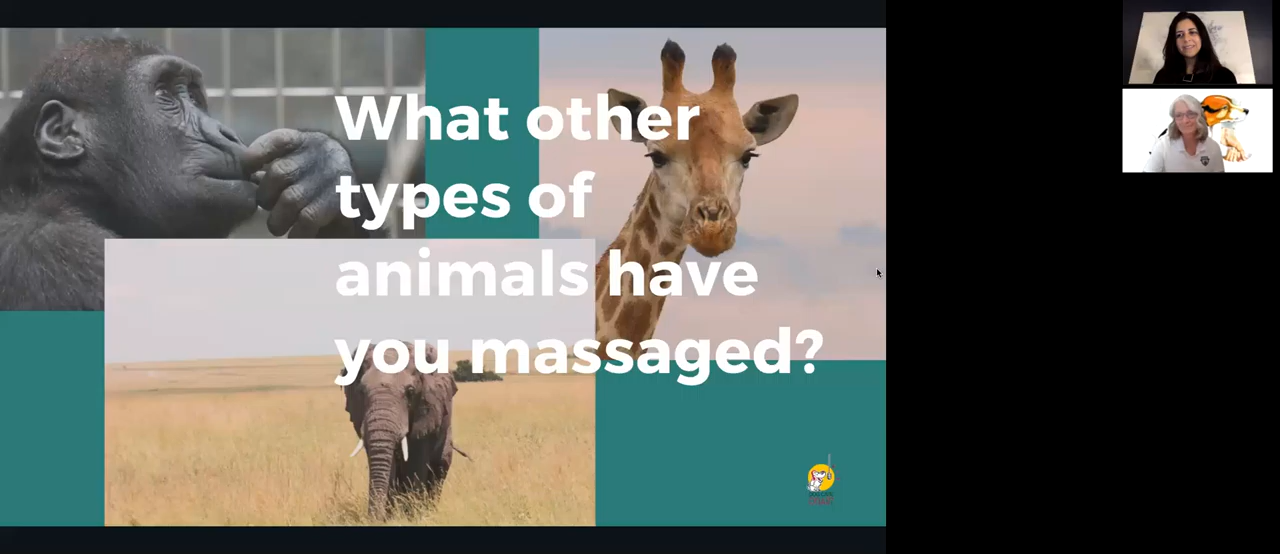 What other
types of
animals have
you massaged?